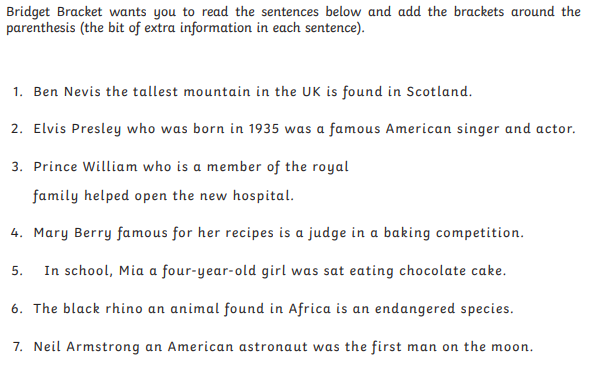 Bridget Bracket wants you to read the sentences below and add the brackets around the
parenthesis (the bit of extra information in each sentence).
1. Ben Nevis the tallest mountain in the UK is found in Scotland.
2. Elvis Presley who was born in 1935 was a famous American singer and actor.
3. Prince William who is a member of the royal
family helped open the new hospital.
4. Mary Berry famous for her recipes is a judge in a baking competition.
5. In school, Mia a four-year-old girl was sat eating chocolate cake.
6. The black rhino an animal found in Africa is an endangered species.
7. Neil Armstrong an American astronaut was the first man on the moon.